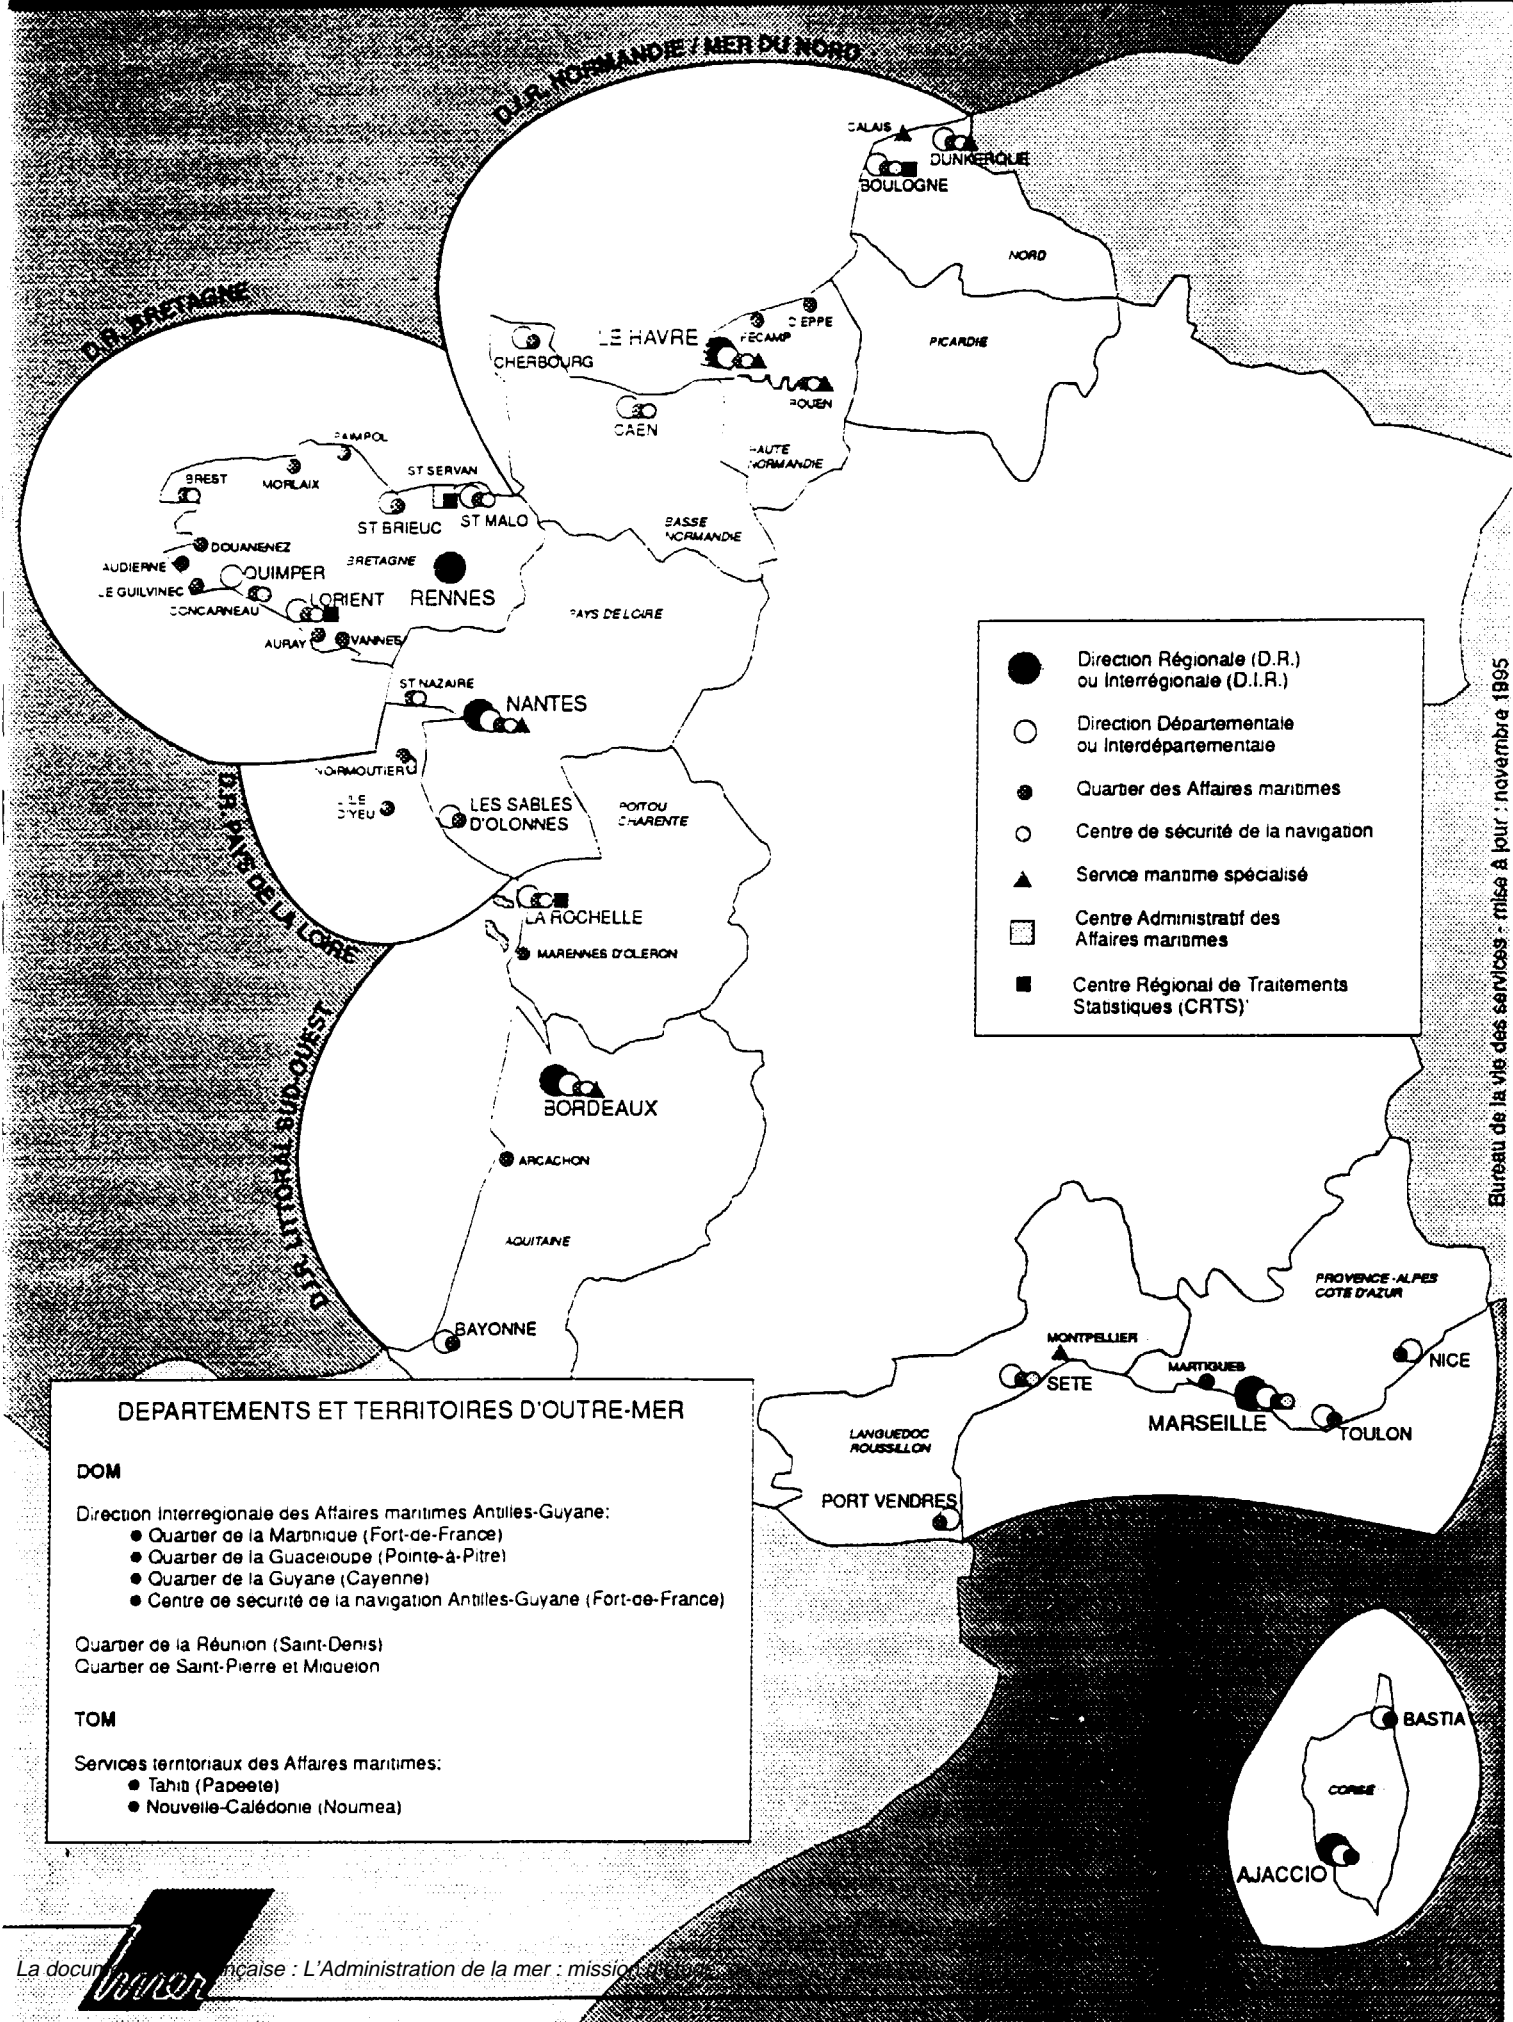 D.I.R. NORMANDIE / MER DU NORD
CALAIS
DUNKERQUE
BOULOGNE
NORD
D.R. BRETAGNE
LE HAVRE
DIEPPE
FECAMP
CHERBOURG
PICARDIE
ROUEN
CAEN
HAUTE
NORMANDIE
PAIMPOL
ST SERVAN
BREST
MORLAIX
ST BRIEUC
ST MALO
BASSE
NORMANDIE
DOUANENEZ
AUDIERNE
BRETAGNE
QUIMPER
LE GUILVINEC
LORIENT
RENNES
CONCARNEAU
PAYS DE LOIRE
AURAY
VANNES
ST NAZAIRE
NANTES
NOIRMOUTIER
ILE
D'YEU
LES SABLES
D'OLONNES
POITOU
CHARENTE
D.R. PAYS DE LA LOIRE
LA ROCHELLE
MARENNES D'OLERON
D.I.R. LITTORAL SUD-OUEST
BORDEAUX
ARCACHON
AQUITAINE
BAYONNE
Direction Régionale (D.R.)
ou Interrégionale (D.I.R.)
Direction Départementale
ou Interdépartementale
Quartier des Affaires maritimes
Centre de sécurité de la navigation
Service maritime spécialisé
Centre Administratif des
Affaires maritimes
Centre Régional de Traitements
Statistiques (CRTS)
Bureau de la vie des services - mise à jour : novembre 1995
PROVENCE-ALPES
COTE D'AZUR
MONTPELLIER
NICE
MARTIGUES
SETE
MARSEILLE
TOULON
LANGUEDOC
ROUSSILLON
PORT VENDRES
BASTIA
CORSE
AJACCIO
DEPARTEMENTS ET TERRITOIRES D'OUTRE-MER
DOM
Direction Interregionale des Affaires maritimes Antilles-Guyane:
● Quartier de la Martinique (Fort-de-France)
● Quartier de la Guadeloupe (Pointe-à-Pitre)
● Quartier de la Guyane (Cayenne)
● Centre de sécurité de la navigation Antilles-Guyane (Fort-de-France)
Quartier de la Réunion (Saint-Denis)
Quartier de Saint-Pierre et Miquelon
TOM
Services territoriaux des Affaires maritimes:
● Tahiti (Papeete)
● Nouvelle-Calédonie (Noumea)
La docum nçaise : L'Administration de la mer : mission